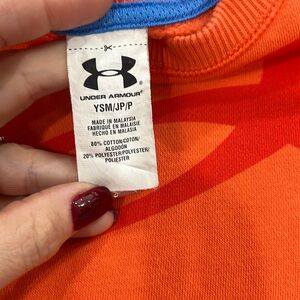 UNDER ARMOUR
YSM/JP/P
MADE IN MALAYSIA
FABRIQUE EN MALAISIE
HECHO EN MALASIA
80% COTTON/COTON/
ALGODÓN
20% POLYESTER/POLYESTER/
POLIESTER